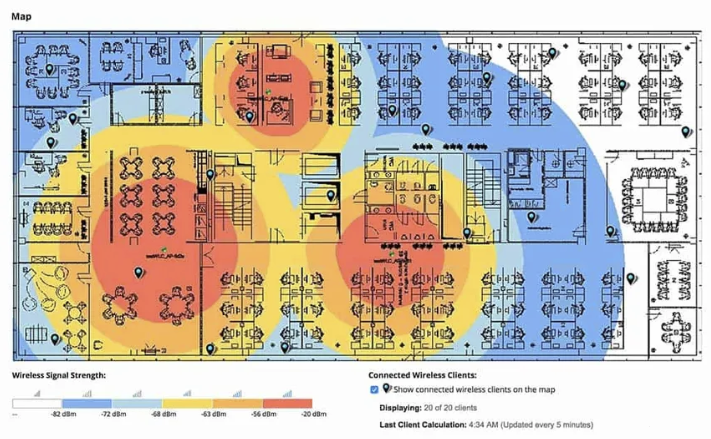 Map
Wireless Signal Strength:
-82 dBm
-72 dBm
-68 dBm
-63 dBm
-56 dBm
-20 dBm
Connected Wireless Clients:
Show connected wireless clients on the map
Displaying: 20 of 20 clients
Last Client Calculation: 4:34 AM (Updated every 5 minutes)